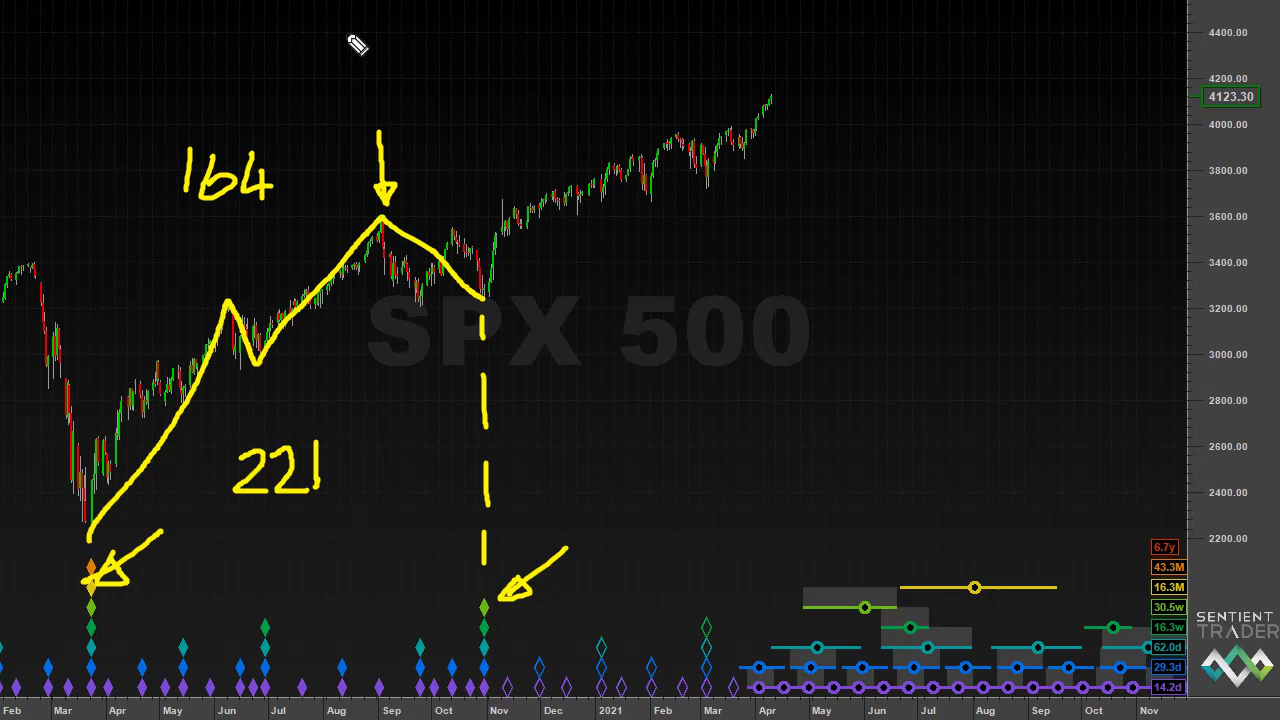 4400.00
4200.00
4123.30
4000.00
164
3800.00
3600.00
3400.00
SPX 500
3200.00
3000.00
2800.00
2600.00
221
2400.00
2200.00
6.7y
43.3M
16.3M
30.5w
SENTIENT
TRADER
16.3w
62.0d
29.3d
14.2d
Feb Mar Apr May Jun Jul Aug Sep Oct Nov Dec 2021 Feb Mar Apr May Jun Jul Aug Sep Oct Nov